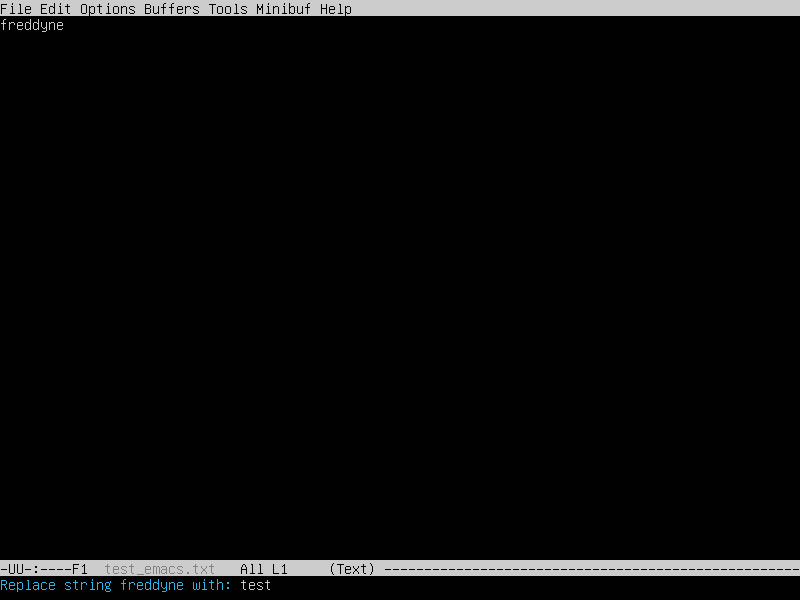 File Edit Options Buffers Tools Minibuf Help
freddyne
-UU-:----F1  test_emacs.txt   All L1     (Text) ----------------------------------------------------
Replace string freddyne with: test